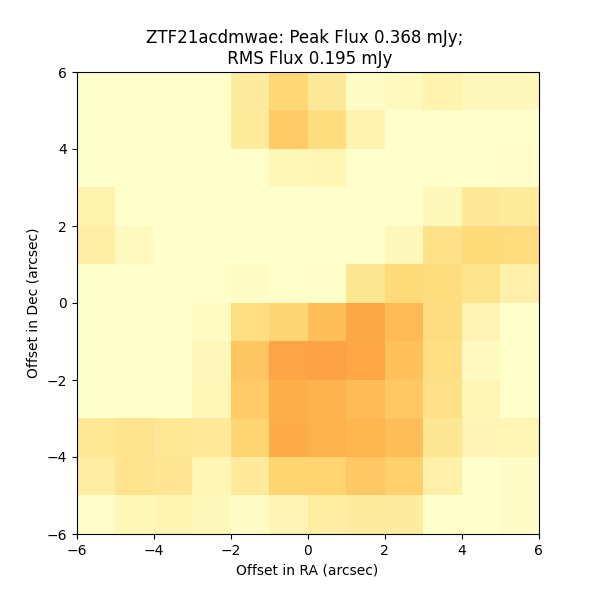 ZTF21acdmwae: Peak Flux 0.368 mJy;
RMS Flux 0.195 mJy
6
4
2
0
−2
−4
−6
Offset in Dec (arcsec)
−6 −4 −2 0 2 4 6
Offset in RA (arcsec)